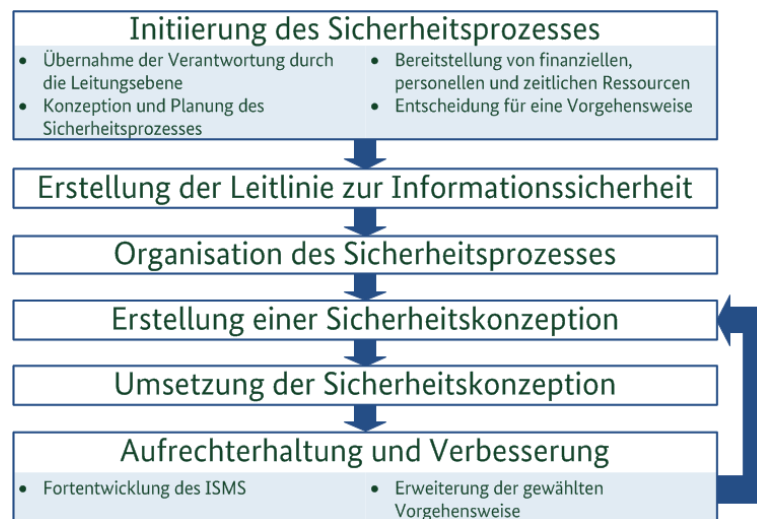 Initiierung des Sicherheitsprozesses
• Übernahme der Verantwortung durch
die Leitungsebene
• Konzeption und Planung des
Sicherheitsprozesses
• Bereitstellung von finanziellen,
personellen und zeitlichen Ressourcen
• Entscheidung für eine Vorgehensweise
Erstellung der Leitlinie zur Informationssicherheit
Organisation des Sicherheitsprozesses
Erstellung einer Sicherheitskonzeption
Umsetzung der Sicherheitskonzeption
Aufrechterhaltung und Verbesserung
• Fortentwicklung des ISMS
• Erweiterung der gewählten
Vorgehensweise